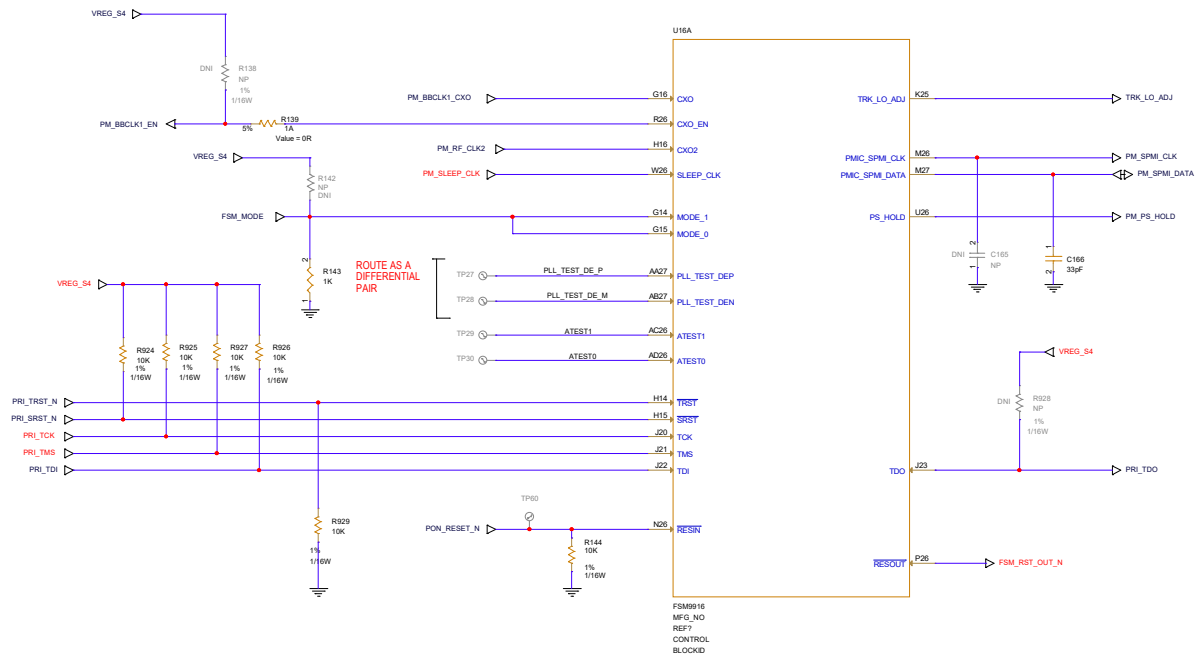 U16A
VREG_S4
DNI
R138
NP
1%
1/16W
PM_BBCLK1_EN
5%
R139
1A
Value = 0R
PM_BBCLK1_CXO
G16
CXO
R26
CXO_EN
PM_RF_CLK2
H16
CXO2
PM_SLEEP_CLK
W26
SLEEP_CLK
VREG_S4
R142
NP
DNI
FSM_MODE
G14
MODE_1
G15
MODE_0
2
R143
1K
1
ROUTE AS A
DIFFERENTIAL
PAIR
TP27
PLL_TEST_DE_P
AA27
PLL_TEST_DEP
TP28
PLL_TEST_DE_M
AB27
PLL_TEST_DEN
TP29
ATEST1
AC26
ATEST1
TP30
ATEST0
AD26
ATEST0
VREG_S4
R924
10K
1%
1/16W
R925
10K
1%
1/16W
R927
10K
1%
1/16W
R926
10K
1%
1/16W
PRI_TRST_N
H14
TRST
PRI_SRST_N
H15
SRST
PRI_TCK
J20
TCK
PRI_TMS
J21
TMS
PRI_TDI
J22
TDI
R929
10K
1%
1/16W
TP60
PON_RESET_N
N26
RESIN
R144
10K
1%
1/16W
TRK_LO_ADJ
K25
TRK_LO_ADJ
PMIC_SPMI_CLK
M26
PM_SPMI_CLK
PMIC_SPMI_DATA
M27
PM_SPMI_DATA
PS_HOLD
U26
PM_PS_HOLD
2
DNI
C165
NP
1
1
C166
33pF
2
VREG_S4
DNI
R928
NP
1%
1/16W
TDO
J23
PRI_TDO
RESOUT
P26
FSM_RST_OUT_N
FSM9916
MFG_NO
REF?
CONTROL
BLOCKID